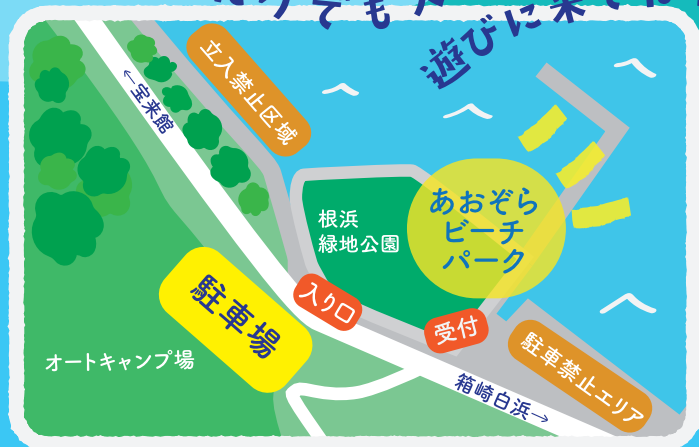 遊びに来て
←宝来館
立入禁止区域
あおぞら
ビーチ
パーク
根浜
緑地公園
入り口
受付
駐車場
駐車禁止エリア
オートキャンプ場
箱崎白浜→